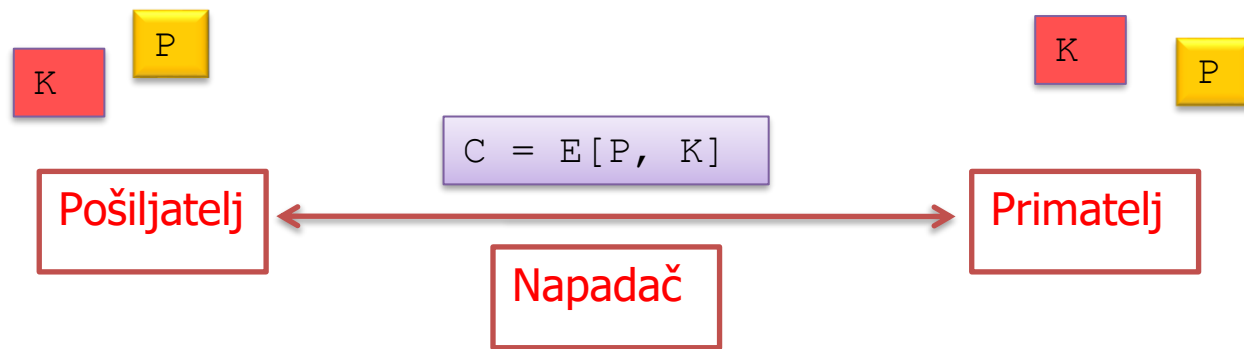 P
K
K
P
C = E[P, K]
Pošiljatelj
Primatelj
Napadač